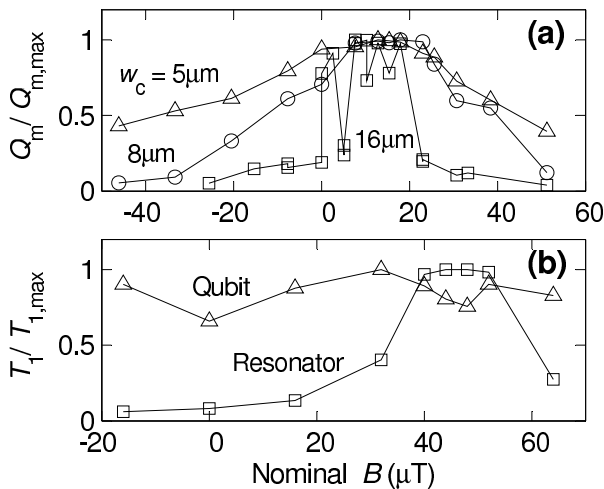 (a)
Q_m / Q_m,max
1
0.5
0
w_c = 5μm
8μm
16μm
-40 -20 0 20 40 60
(b)
T_1 / T_1,max
1
0.5
0
Qubit
Resonator
-20 0 20 40 60
Nominal B (μT)